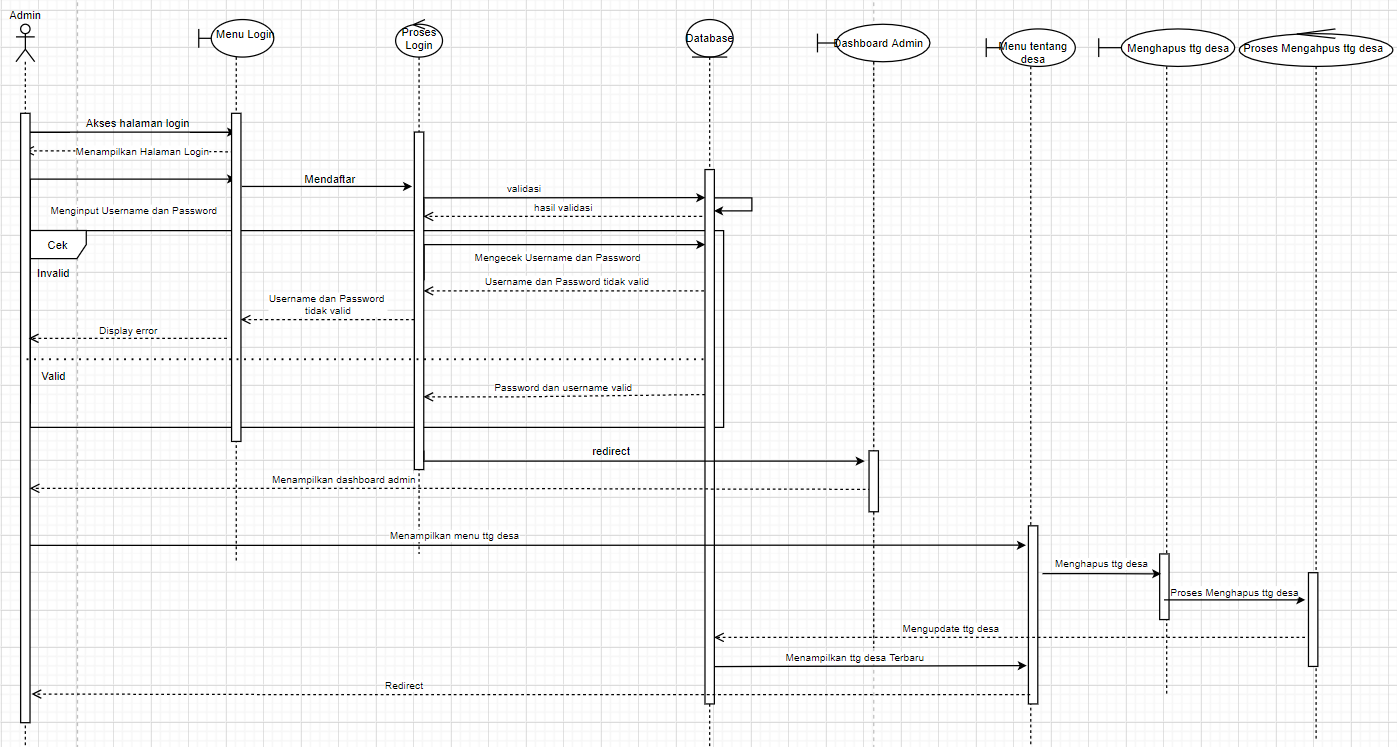 Admin
Menu Login
Proses
Login
Database
Dashboard Admin
Menu tentang
desa
Menghapus ttg desa
Proses Mengahpus ttg desa
Akses halaman login
Menampilkan Halaman Login
Mendaftar
validasi
hasil validasi
Menginput Username dan Password
Cek
Mengecek Username dan Password
Invalid
Username dan Password tidak valid
Username dan Password
tidak valid
Display error
Valid
Password dan username valid
redirect
Menampilkan dashboard admin
Menampilkan menu ttg desa
Menghapus ttg desa
Proses Menghapus ttg desa
Mengupdate ttg desa
Menampilkan ttg desa Terbaru
Redirect